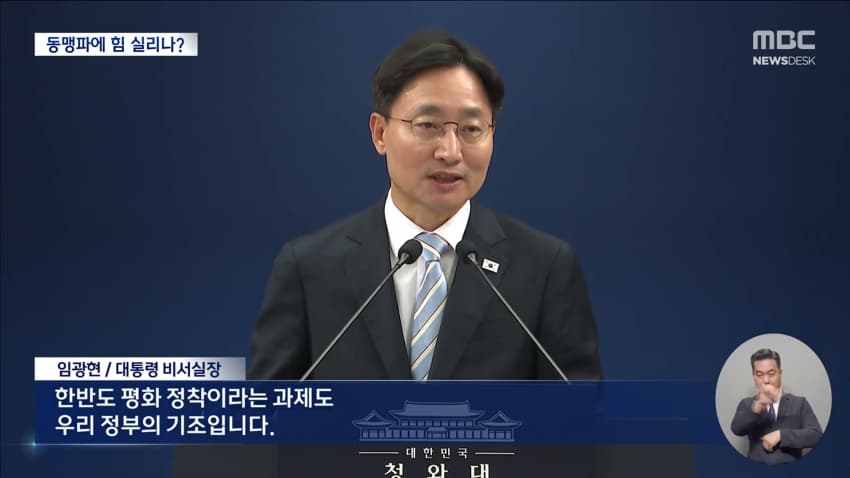 동맹파에 힘 실리나?
MBC
NEWSDESK
임광현 / 대통령 비서실장
한반도 평화 정착이라는 과제도
우리 정부의 기조입니다.
대한민국
청와대